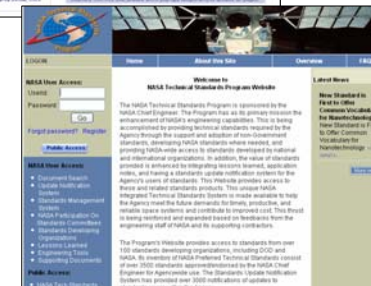 LOGON
Home
About this Site
Overview
FAQ
NASA User Access:
Userid:
Password:
Go
Forgot password? Register
Public Access
NASA User Access:
Document Search
Update Notification
System
Standards Management
System
NASA Participation On
Standards Committees
Standards Developing
Organizations
Lessons Learned
Engineering Tools
Supporting Documents
Public Access:
NASA Tech Standards
Welcome to
NASA Technical Standards Program Website
The NASA Technical Standards Program is sponsored by the
NASA Chief Engineer. The Program has as its primary mission the
enhancement of NASA's engineering capabilities. This is being
accomplished by providing technical standards required by the
Agency through the support and adoption of non-Government
standards, developing NASA standards where needed, and
providing NASA-wide access to standards developed by national
and international organizations. In addition, the value of standards
provided is enhanced by integrating lessons learned, application
notes, and having a standards update notification system for the
Agency's users of standards. This Website provides access to
these and related standards products. This unique NASA
Integrated Technical Standards System is made available to help
the Agency meet the future demands for timely, productive, and
reliable space systems and contribute to improved cost. This thrust
is being reinforced and expanded based on feedbacks from the
engineering staff of NASA and its supporting contractors.
The Program's Website provides access to standards from over
100 standards developing organizations, including DOD and
NASA. Its inventory of NASA Preferred Technical Standards consist
of over 3500 standards approved/endorsed by the NASA Chief
Engineer for Agencywide use. The Standards Update Notification
System has provided over 3000 notifications of updates to
Latest News
New Standard is
First to Offer
Common Vocabul
for Nanotechnolog
New Standard is F
to Offer Common
Vocabulary for
Nanotechnology